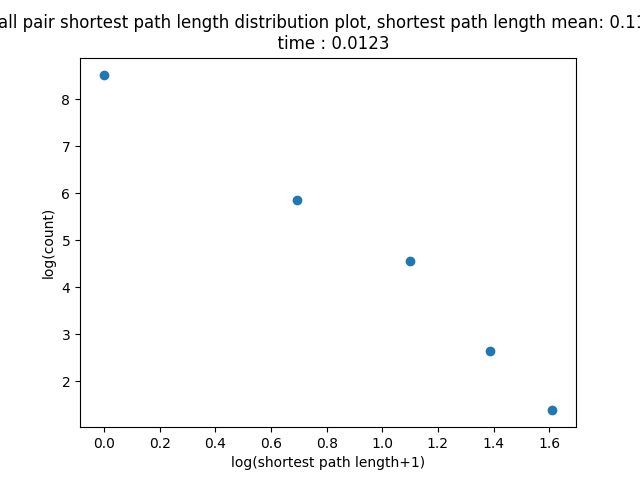 all pair shortest path length distribution plot, shortest path length mean:
time : 0.0123
8
7
6
5
4
3
2
log(count)
0.0 0.2 0.4 0.6 0.8 1.0 1.2 1.4 1.6
log(shortest path length+1)